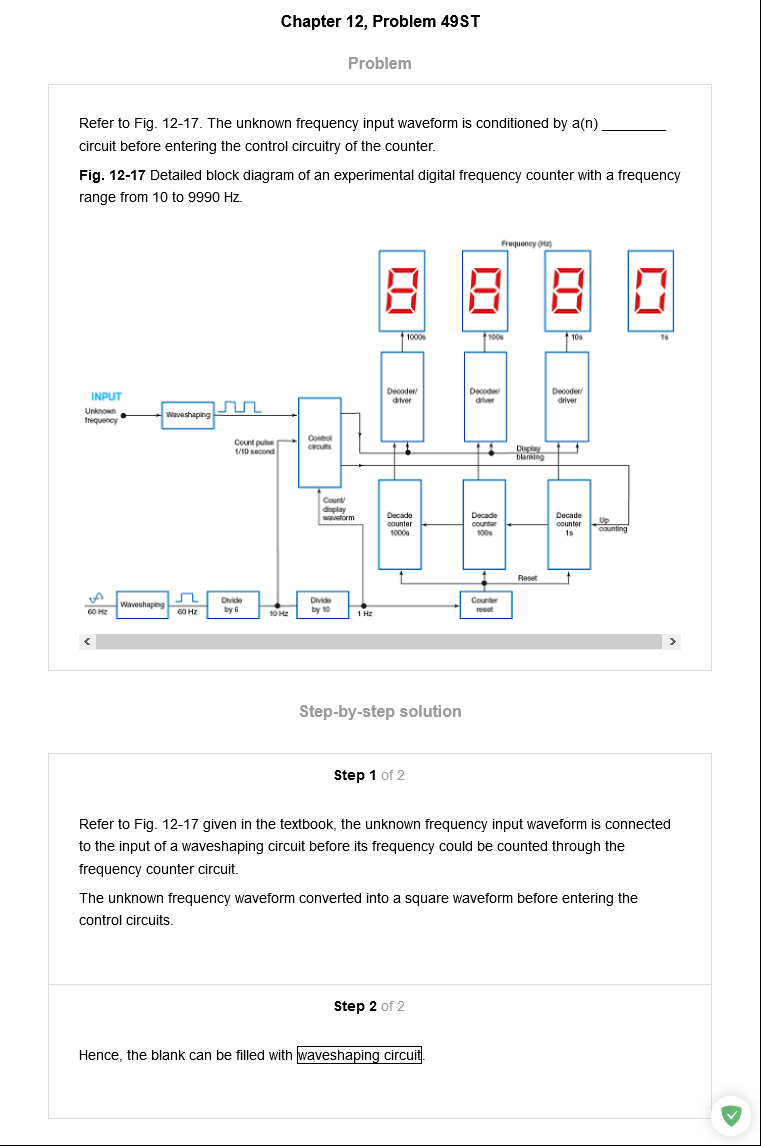 Chapter 12, Problem 49ST
Problem
Refer to Fig. 12-17. The unknown frequency input waveform is conditioned by a(n) ________
circuit before entering the control circuitry of the counter.
Fig. 12-17 Detailed block diagram of an experimental digital frequency counter with a frequency
range from 10 to 9990 Hz.
Frequency (Hz)
8 8 8 0
1000s 100s 10s 1s
Decoder/
driver
Decoder/
driver
Decoder/
driver
INPUT
Unknown
frequency
Waveshaping
Count pulse
1/10 second
Control
circuits
Display
blanking
Count/
display
waveform
Decade
counter
1000s
Decade
counter
100s
Decade
counter
1s
Up
counting
Reset
60 Hz
Waveshaping
60 Hz
Divide
by 6
10 Hz
Divide
by 10
1 Hz
Counter
reset
Step-by-step solution
Step 1 of 2
Refer to Fig. 12-17 given in the textbook, the unknown frequency input waveform is connected
to the input of a waveshaping circuit before its frequency could be counted through the
frequency counter circuit.
The unknown frequency waveform converted into a square waveform before entering the
control circuits.
Step 2 of 2
Hence, the blank can be filled with waveshaping circuit.